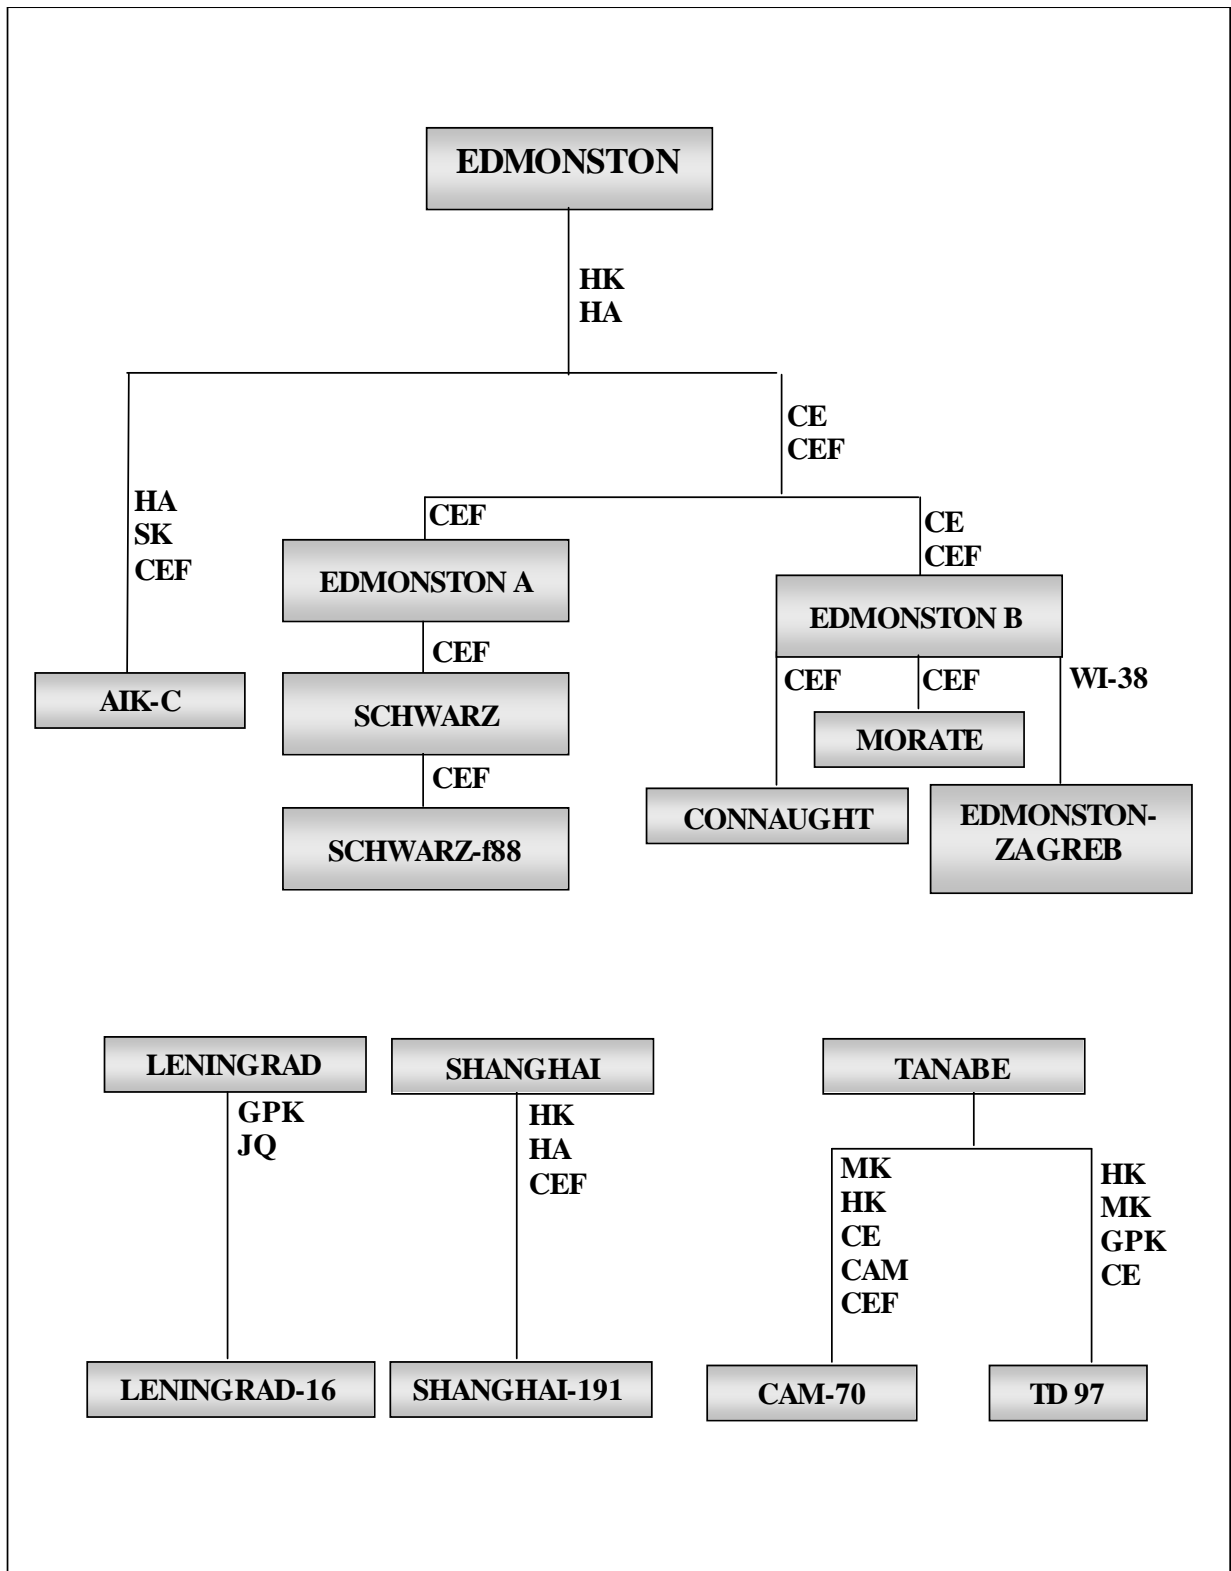 EDMONSTON
HK
HA
CE
CEF
HA
SK
CEF
CEF
CE
CEF
EDMONSTON A
EDMONSTON B
CEF
CEF
CEF
WI-38
AIK-C
SCHWARZ
MORATE
CEF
CONNAUGHT
EDMONSTON-
ZAGREB
SCHWARZ-f88
LENINGRAD
SHANGHAI
TANABE
GPK
JQ
HK
HA
CEF
MK
HK
CE
CAM
CEF
HK
MK
GPK
CE
LENINGRAD-16
SHANGHAI-191
CAM-70
TD 97